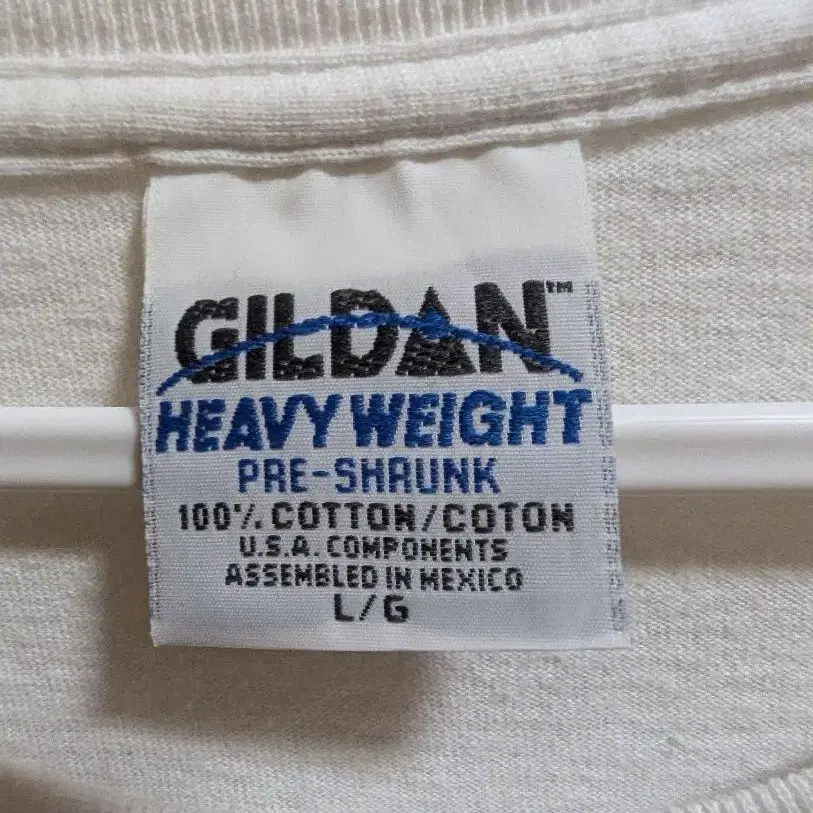 GILDAN™
HEAVY WEIGHT
PRE-SHRUNK
100% COTTON/COTON
U.S.A. COMPONENTS
ASSEMBLED IN MEXICO
L/G